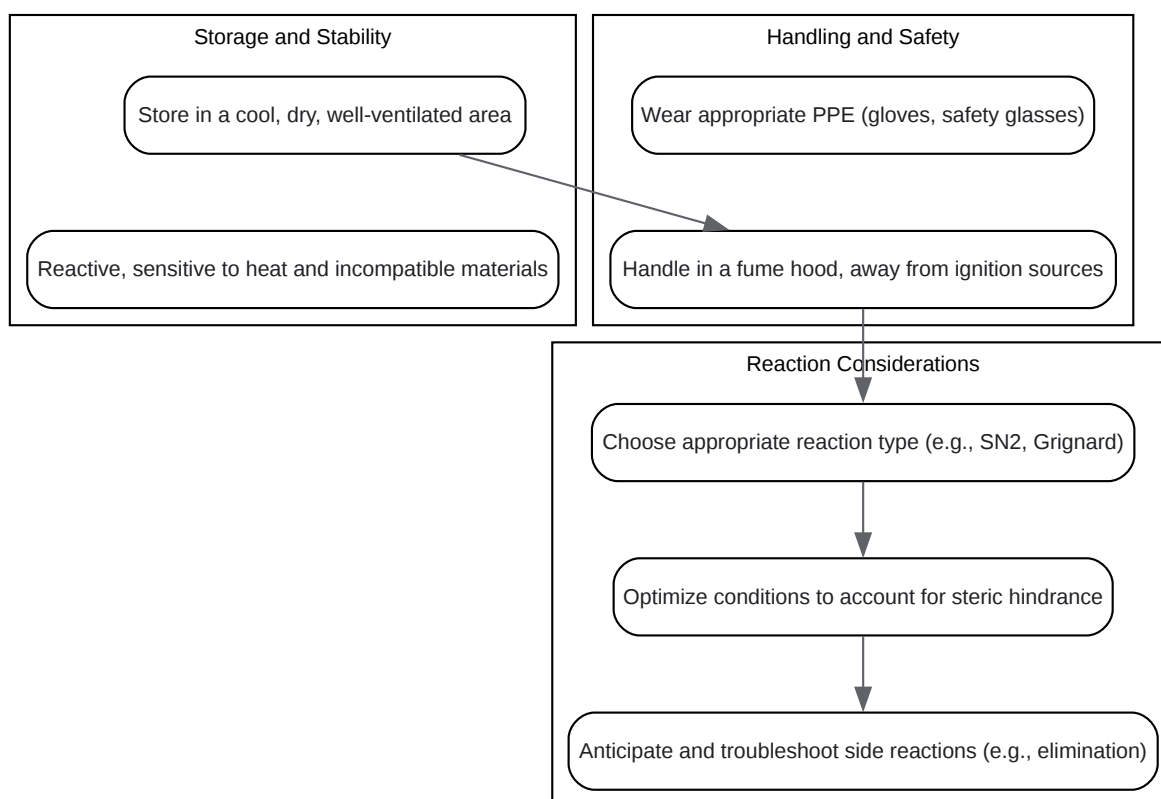 Storage and Stability
Store in a cool, dry, well-ventilated area
Reactive, sensitive to heat and incompatible materials
Handling and Safety
Wear appropriate PPE (gloves, safety glasses)
Handle in a fume hood, away from ignition sources
Reaction Considerations
Choose appropriate reaction type (e.g., SN2, Grignard)
Optimize conditions to account for steric hindrance
Anticipate and troubleshoot side reactions (e.g., elimination)